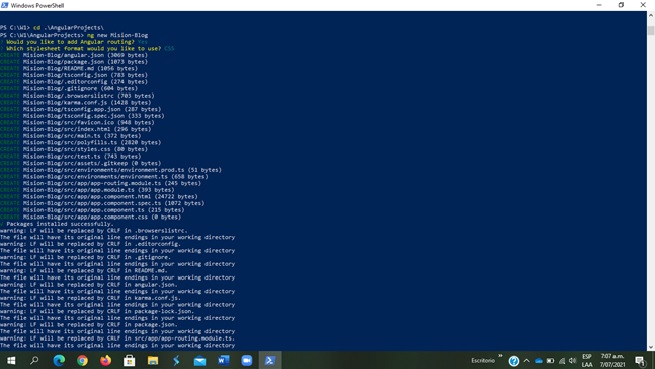 Windows PowerShell
PS C:\W1> cd .\AngularProjects\
PS C:\W1\AngularProjects> ng new Mision-Blog
? Would you like to add Angular routing? Yes
? Which stylesheet format would you like to use? CSS
CREATE Mision-Blog/angular.json (3069 bytes)
CREATE Mision-Blog/package.json (1073 bytes)
CREATE Mision-Blog/README.md (1056 bytes)
CREATE Mision-Blog/tsconfig.json (783 bytes)
CREATE Mision-Blog/.editorconfig (274 bytes)
CREATE Mision-Blog/.gitignore (604 bytes)
CREATE Mision-Blog/.browserslistrc (703 bytes)
CREATE Mision-Blog/karma.conf.js (1428 bytes)
CREATE Mision-Blog/tsconfig.app.json (287 bytes)
CREATE Mision-Blog/tsconfig.spec.json (333 bytes)
CREATE Mision-Blog/src/favicon.ico (948 bytes)
CREATE Mision-Blog/src/index.html (296 bytes)
CREATE Mision-Blog/src/main.ts (372 bytes)
CREATE Mision-Blog/src/polyfills.ts (2820 bytes)
CREATE Mision-Blog/src/styles.css (80 bytes)
CREATE Mision-Blog/src/test.ts (743 bytes)
CREATE Mision-Blog/src/assets/.gitkeep (0 bytes)
CREATE Mision-Blog/src/environments/environment.prod.ts (51 bytes)
CREATE Mision-Blog/src/environments/environment.ts (658 bytes)
CREATE Mision-Blog/src/app/app-routing.module.ts (245 bytes)
CREATE Mision-Blog/src/app/app.module.ts (393 bytes)
CREATE Mision-Blog/src/app/app.component.html (24722 bytes)
CREATE Mision-Blog/src/app/app.component.spec.ts (1072 bytes)
CREATE Mision-Blog/src/app/app.component.ts (215 bytes)
CREATE Mision-Blog/src/app/app.component.css (0 bytes)
Packages installed successfully.
warning: LF will be replaced by CRLF in .browserslistrc.
The file will have its original line endings in your working directory
warning: LF will be replaced by CRLF in .editorconfig.
The file will have its original line endings in your working directory
warning: LF will be replaced by CRLF in .gitignore.
The file will have its original line endings in your working directory
warning: LF will be replaced by CRLF in README.md.
The file will have its original line endings in your working directory
warning: LF will be replaced by CRLF in angular.json.
The file will have its original line endings in your working directory
warning: LF will be replaced by CRLF in karma.conf.js.
The file will have its original line endings in your working directory
warning: LF will be replaced by CRLF in package-lock.json.
The file will have its original line endings in your working directory
warning: LF will be replaced by CRLF in package.json.
The file will have its original line endings in your working directory
warning: LF will be replaced by CRLF in src/app/app-routing.module.ts.
The file will have its original line endings in your working directory
Escritorio
ESP
LAA
7:07 a.m.
7/07/2021